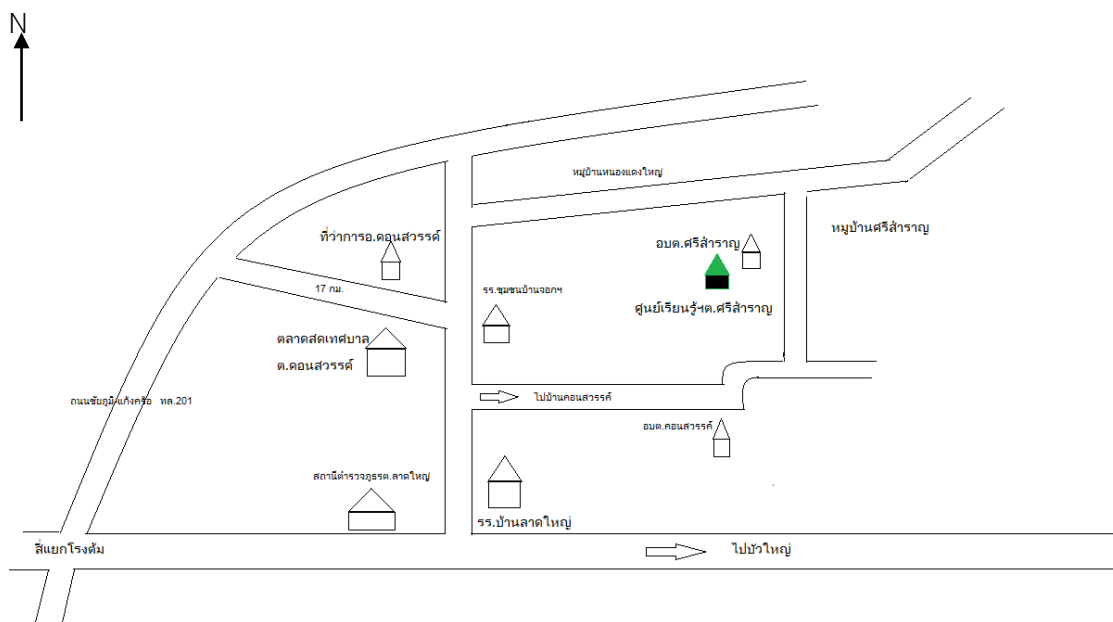 N
หมู่บ้านหนองแดงใหญ่
ที่ว่าการอ.คอนสวรรค์
อบต.ศรีสำราญ
หมู่บ้านศรีสำราญ
17 กม.
รร.ชุมชนบ้านจอกฯ
ศูนย์เรียนรู้ฯต.ศรีสำราญ
ตลาดสดเทศบาล
ต.คอนสวรรค์
ถนนชัยภูมิ-แก้งคร้อ ทล.201
ไปบ้านคอนสวรรค์
อบต.คอนสวรรค์
สถานีตำรวจภูธรต.ลาดใหญ่
รร.บ้านลาดใหญ่
สี่แยกโรงต้ม
ไปบัวใหญ่